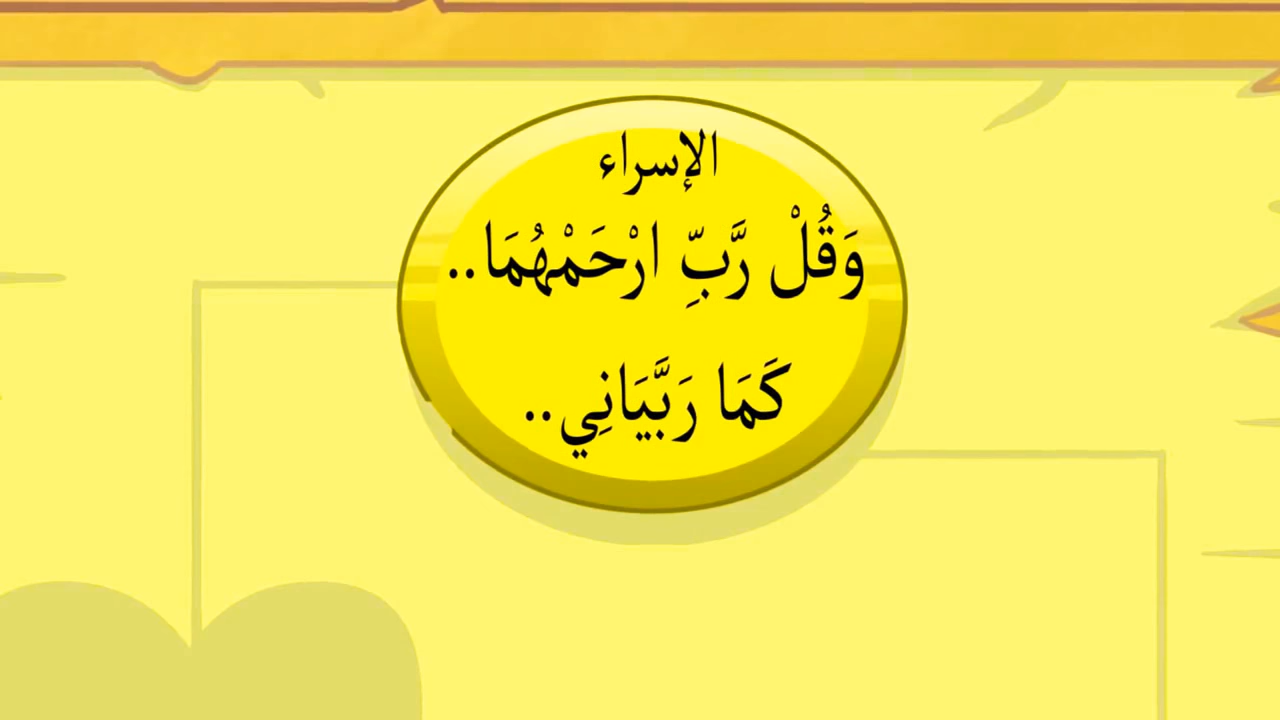 الإسراء
وَقُلْ رَّبِّ ارْحَمْهُمَا..
كَمَا رَبَّيَانِي..